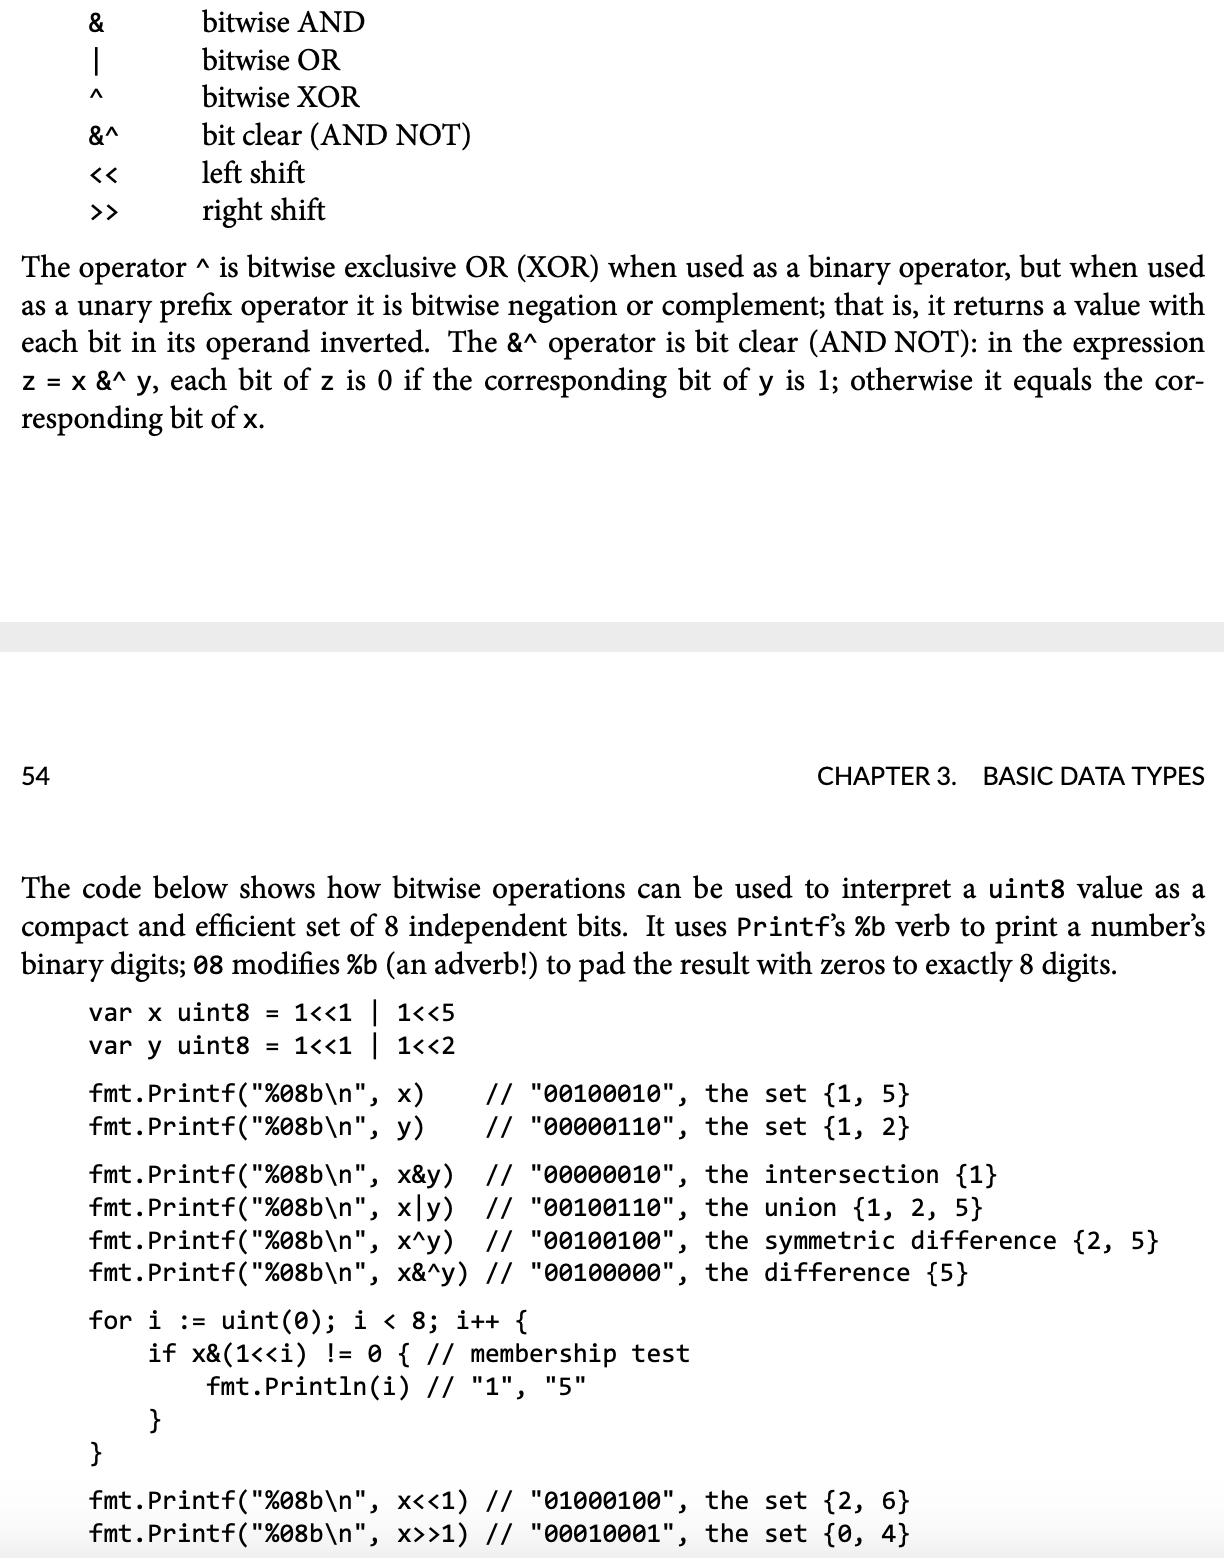 & bitwise AND
| bitwise OR
^ bitwise XOR
&^ bit clear (AND NOT)
<< left shift
>> right shift
The operator ^ is bitwise exclusive OR (XOR) when used as a binary operator, but when used
as a unary prefix operator it is bitwise negation or complement; that is, it returns a value with
each bit in its operand inverted. The &^ operator is bit clear (AND NOT): in the expression
z = x &^ y, each bit of z is 0 if the corresponding bit of y is 1; otherwise it equals the cor-
responding bit of x.
54 CHAPTER 3. BASIC DATA TYPES
The code below shows how bitwise operations can be used to interpret a uint8 value as a
compact and efficient set of 8 independent bits. It uses Printf’s %b verb to print a number’s
binary digits; 08 modifies %b (an adverb!) to pad the result with zeros to exactly 8 digits.
var x uint8 = 1<<1 | 1<<5
var y uint8 = 1<<1 | 1<<2
fmt.Printf("%08b\n", x) // "00100010", the set {1, 5}
fmt.Printf("%08b\n", y) // "00000110", the set {1, 2}
fmt.Printf("%08b\n", x&y) // "00000010", the intersection {1}
fmt.Printf("%08b\n", x|y) // "00100110", the union {1, 2, 5}
fmt.Printf("%08b\n", x^y) // "00100100", the symmetric difference {2, 5}
fmt.Printf("%08b\n", x&^y) // "00100000", the difference {5}
for i := uint(0); i < 8; i++ {
    if x&(1<<i) != 0 { // membership test
        fmt.Println(i) // "1", "5"
    }
}
fmt.Printf("%08b\n", x<<1) // "01000100", the set {2, 6}
fmt.Printf("%08b\n", x>>1) // "00010001", the set {0, 4}